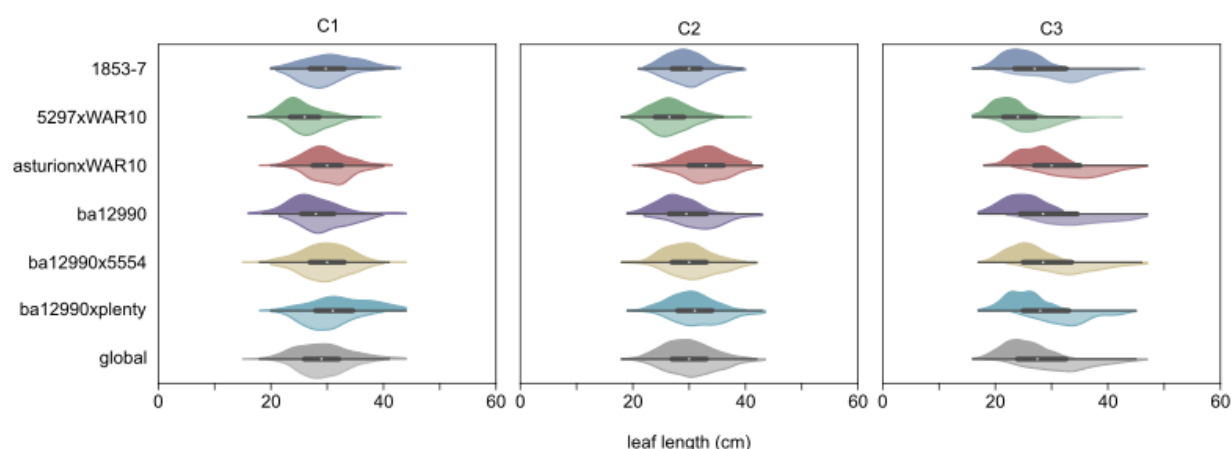 C1 C2 C3
1853-7
5297xWAR10
asturionxWAR10
ba12990
ba12990x5554
ba12990xplenty
global
0 20 40 60 0 20 40 60 0 20 40 60
leaf length (cm)